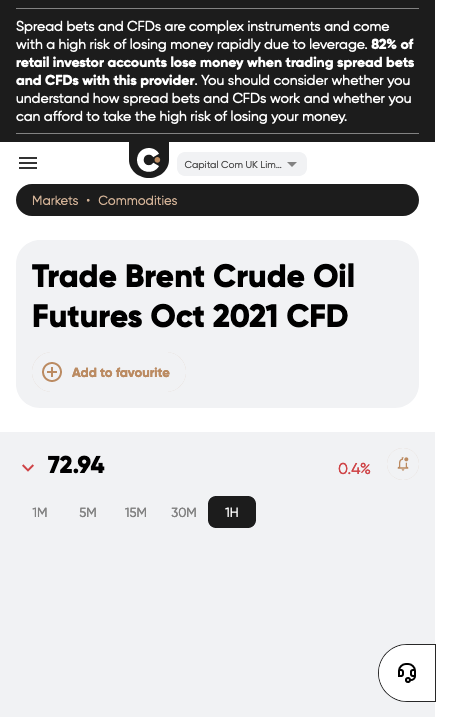 Spread bets and CFDs are complex instruments and come
with a high risk of losing money rapidly due to leverage. 82% of
retail investor accounts lose money when trading spread bets
and CFDs with this provider. You should consider whether you
understand how spread bets and CFDs work and whether you
can afford to take the high risk of losing your money.
Capital Com UK Lim...
Markets • Commodities
Trade Brent Crude Oil
Futures Oct 2021 CFD
Add to favourite
72.94 0.4%
1M 5M 15M 30M 1H